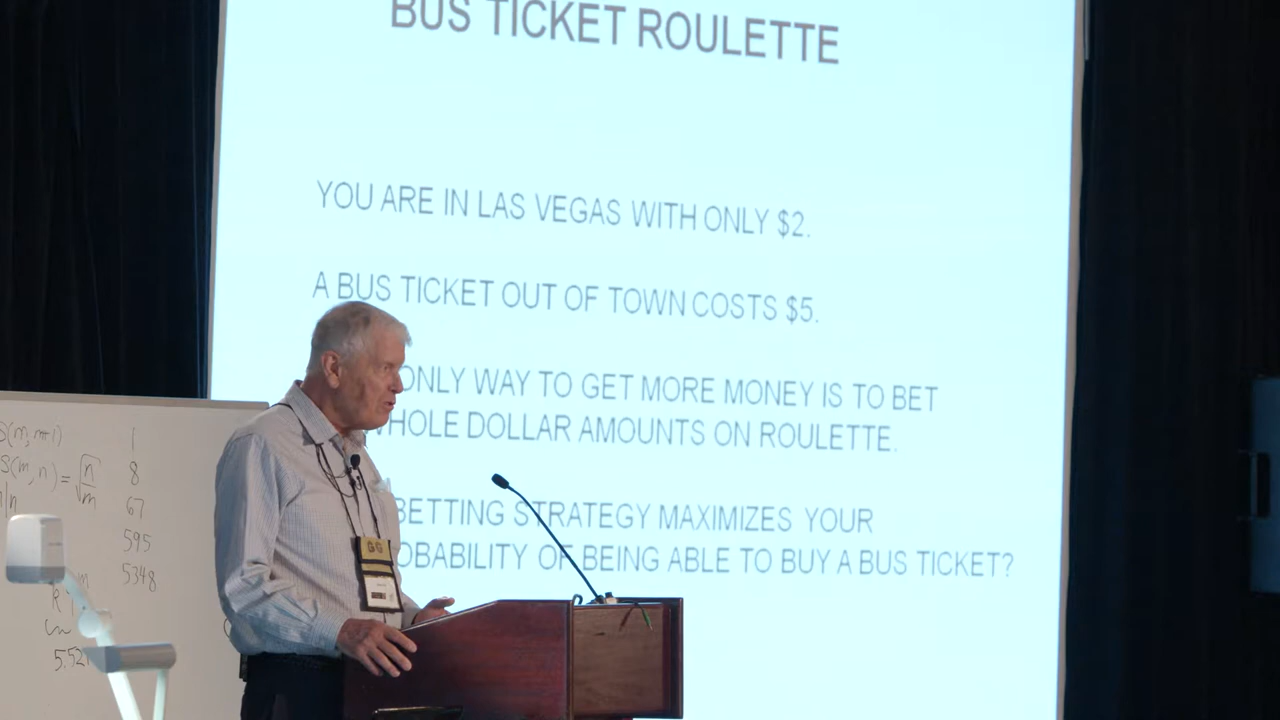 BUS TICKET ROULETTE
YOU ARE IN LAS VEGAS WITH ONLY $2.
A BUS TICKET OUT OF TOWN COSTS $5.
ONLY WAY TO GET MORE MONEY IS TO BET
WHOLE DOLLAR AMOUNTS ON ROULETTE.
BETTING STRATEGY MAXIMIZES YOUR
OBABILITY OF BEING ABLE TO BUY A BUS TICKET?
S(m, n+1) 1
S(m, n) = √n/m 8
67
595
5348
G4G